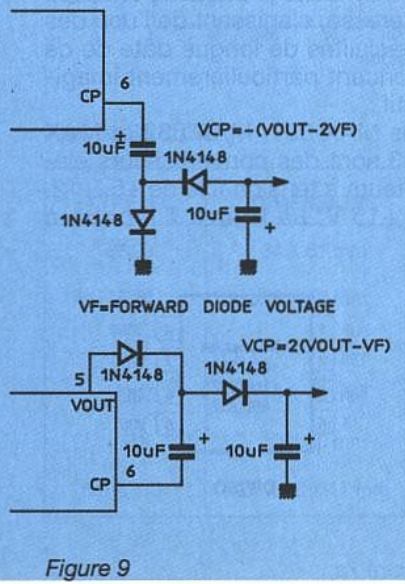 6
CP
VCP=-(VOUT-2VF)
+
10uF
1N4148
1N4148
10uF
+
VF=FORWARD DIODE VOLTAGE
VCP=2(VOUT-VF)
1N4148
1N4148
5
VOUT
10uF
+
10uF
+
6
CP
Figure 9